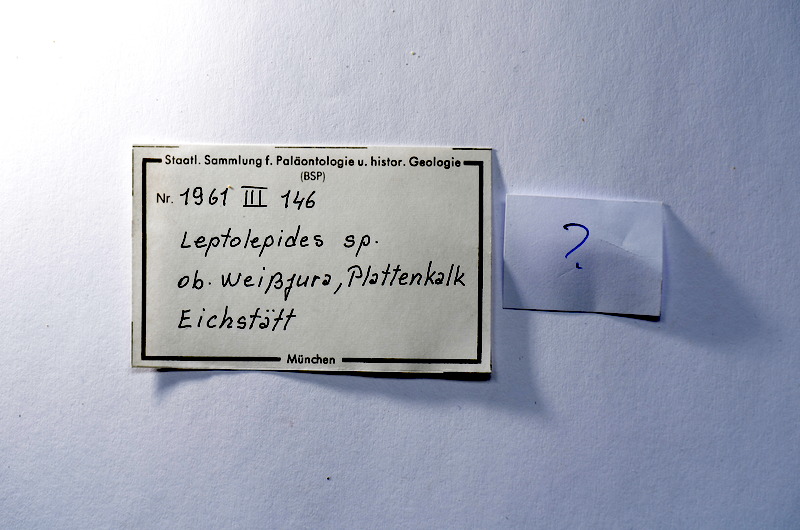 Staatl. Sammlung f. Paläontologie u. histor. Geologie
(BSP)
Nr. 1961 III 146
Leptolepides sp.
ob. Weißjura, Plattenkalk
Eichstätt
München
?